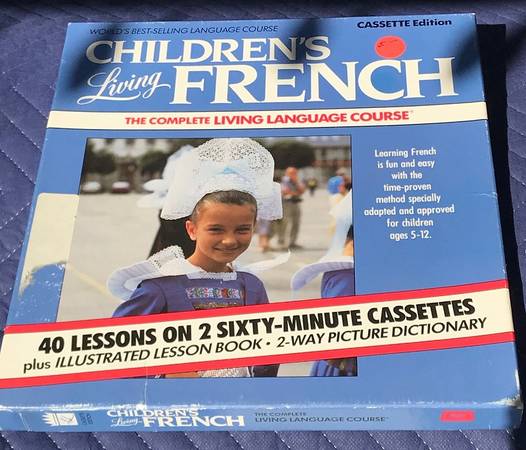 WORLD'S BEST-SELLING LANGUAGE COURSE
CASSETTE Edition
CHILDREN'S
Living FRENCH
THE COMPLETE LIVING LANGUAGE COURSE®
Learning French
is fun and easy
with the
time-proven
method specially
adapted and approved
for children
ages 5-12.
40 LESSONS ON 2 SIXTY-MINUTE CASSETTES
plus ILLUSTRATED LESSON BOOK • 2-WAY PICTURE DICTIONARY
CHILDREN'S
Living FRENCH
THE COMPLETE
LIVING LANGUAGE COURSE®